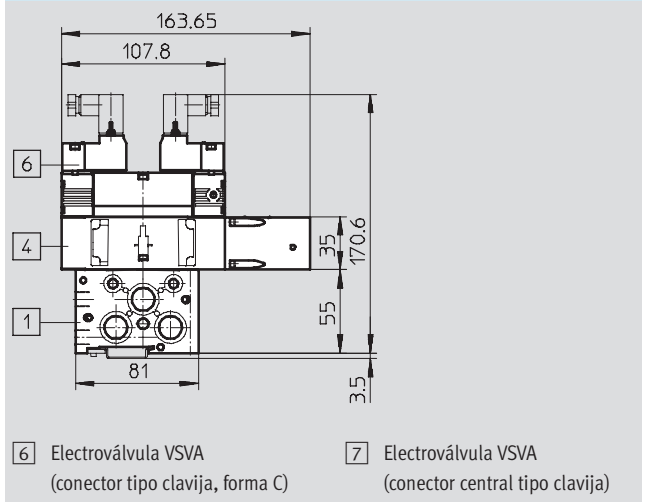 163.65
107.8
6
4
1
35
170.6
55
81
3.5
6 Electroválvula VSVA
(conector tipo clavija, forma C)
7 Electroválvula VSVA
(conector central tipo clavija)